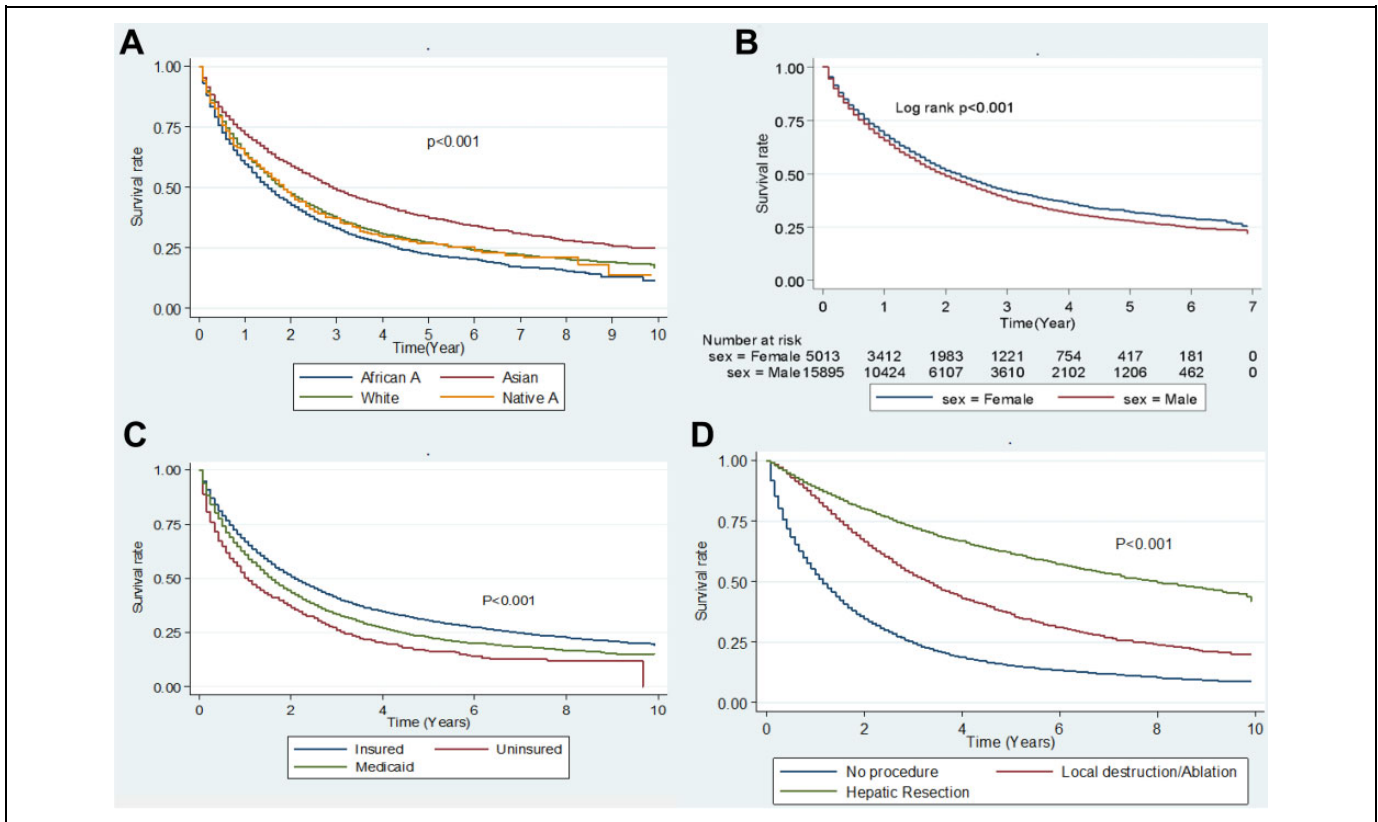 A
1.00
0.75
0.50
0.25
0.00
Survival rate
p<0.001
0 1 2 3 4 5 6 7 8 9 10
Time(Year)
African A Asian
White Native A
B
1.00
0.75
0.50
0.25
0.00
Survival rate
Log rank p<0.001
0 1 2 3 4 5 6 7
Time(Year)
Number at risk
sex = Female 5013 3412 1983 1221 754 417 181 0
sex = Male 15895 10424 6107 3610 2102 1206 462 0
sex = Female sex = Male
C
1.00
0.75
0.50
0.25
0.00
Survival rate
P<0.001
0 2 4 6 8 10
Time (Years)
Insured Uninsured
Medicaid
D
1.00
0.75
0.50
0.25
0.00
Survival rate
P<0.001
0 2 4 6 8 10
Time (Years)
No procedure Local destruction/Ablation
Hepatic Resection